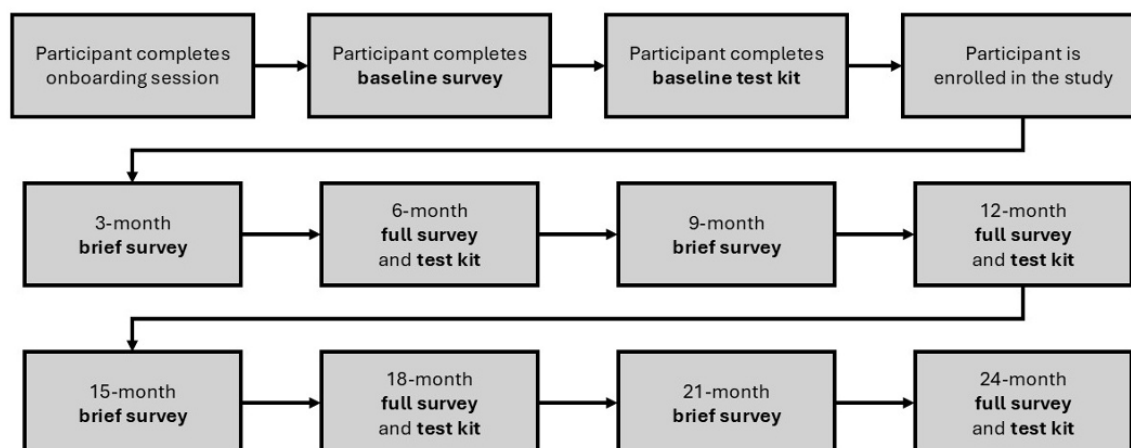 Participant completes
onboarding session
Participant completes
baseline survey
Participant completes
baseline test kit
Participant is
enrolled in the study
3-month
brief survey
6-month
full survey
and test kit
9-month
brief survey
12-month
full survey
and test kit
15-month
brief survey
18-month
full survey
and test kit
21-month
brief survey
24-month
full survey
and test kit